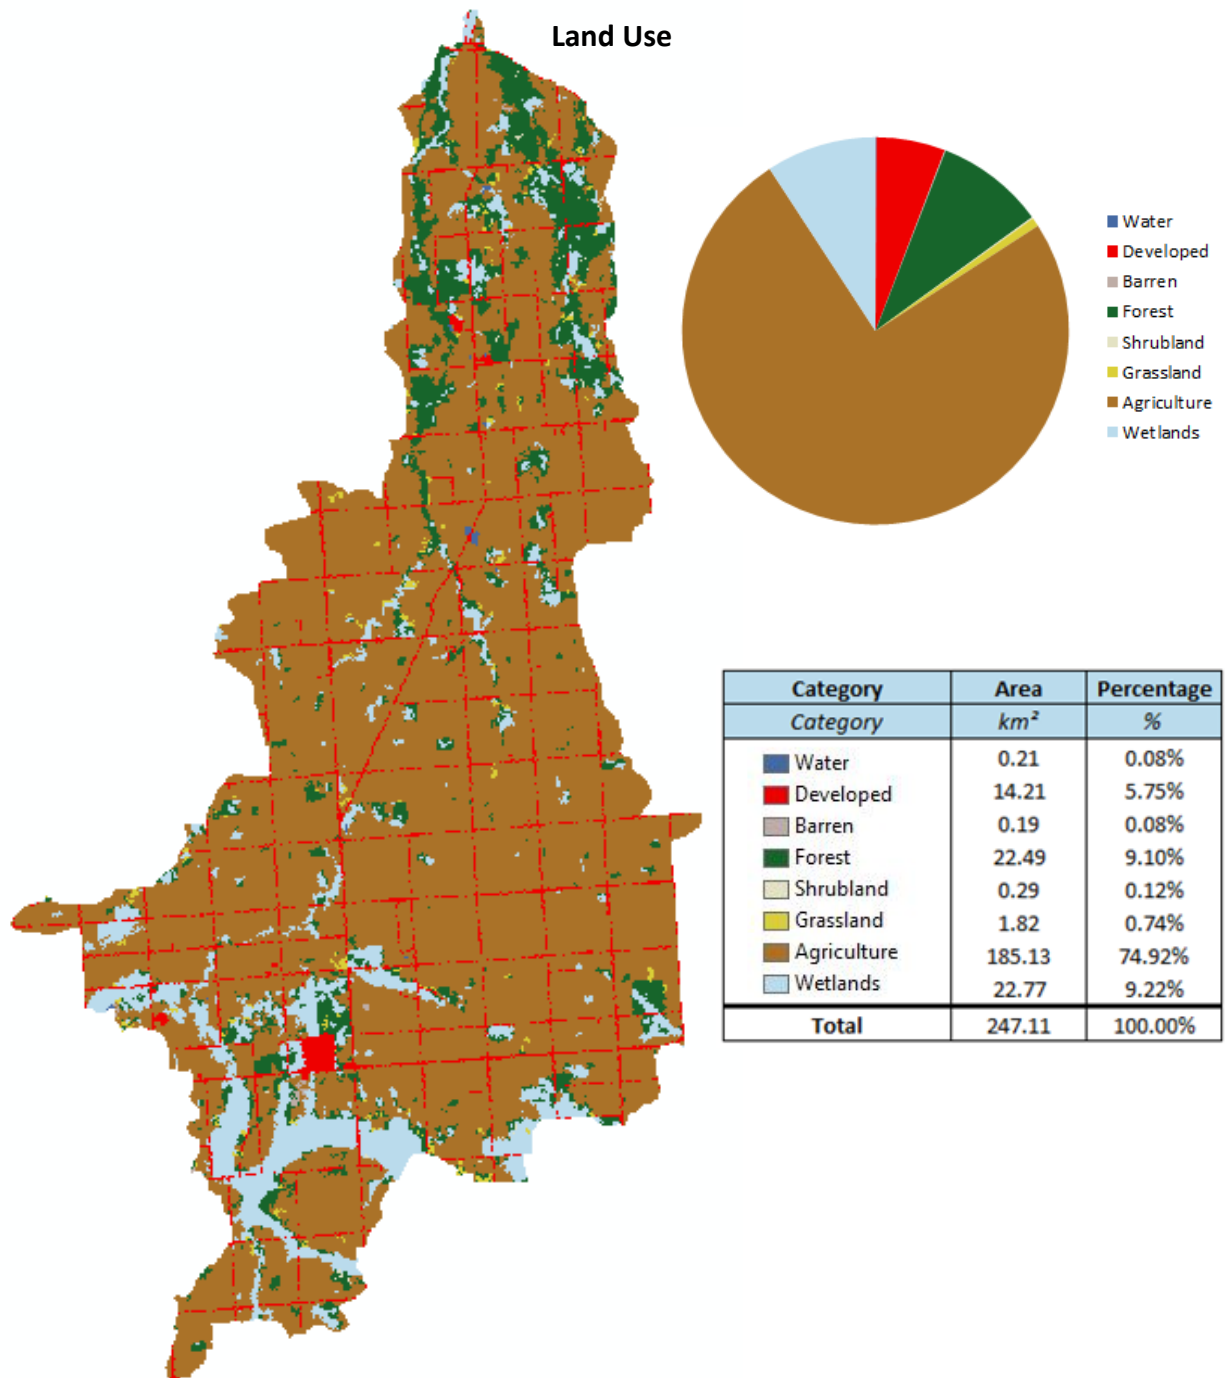 Land Use
Water
Developed
Barren
Forest
Shrubland
Grassland
Agriculture
Wetlands
Category Area Percentage
Category km² %
Water 0.21 0.08%
Developed 14.21 5.75%
Barren 0.19 0.08%
Forest 22.49 9.10%
Shrubland 0.29 0.12%
Grassland 1.82 0.74%
Agriculture 185.13 74.92%
Wetlands 22.77 9.22%
Total 247.11 100.00%